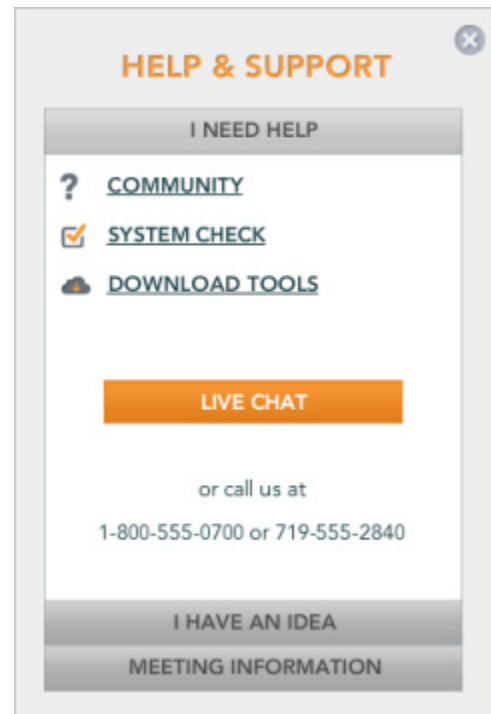 HELP & SUPPORT
I NEED HELP
? COMMUNITY
SYSTEM CHECK
DOWNLOAD TOOLS
LIVE CHAT
or call us at
1-800-555-0700 or 719-555-2840
I HAVE AN IDEA
MEETING INFORMATION